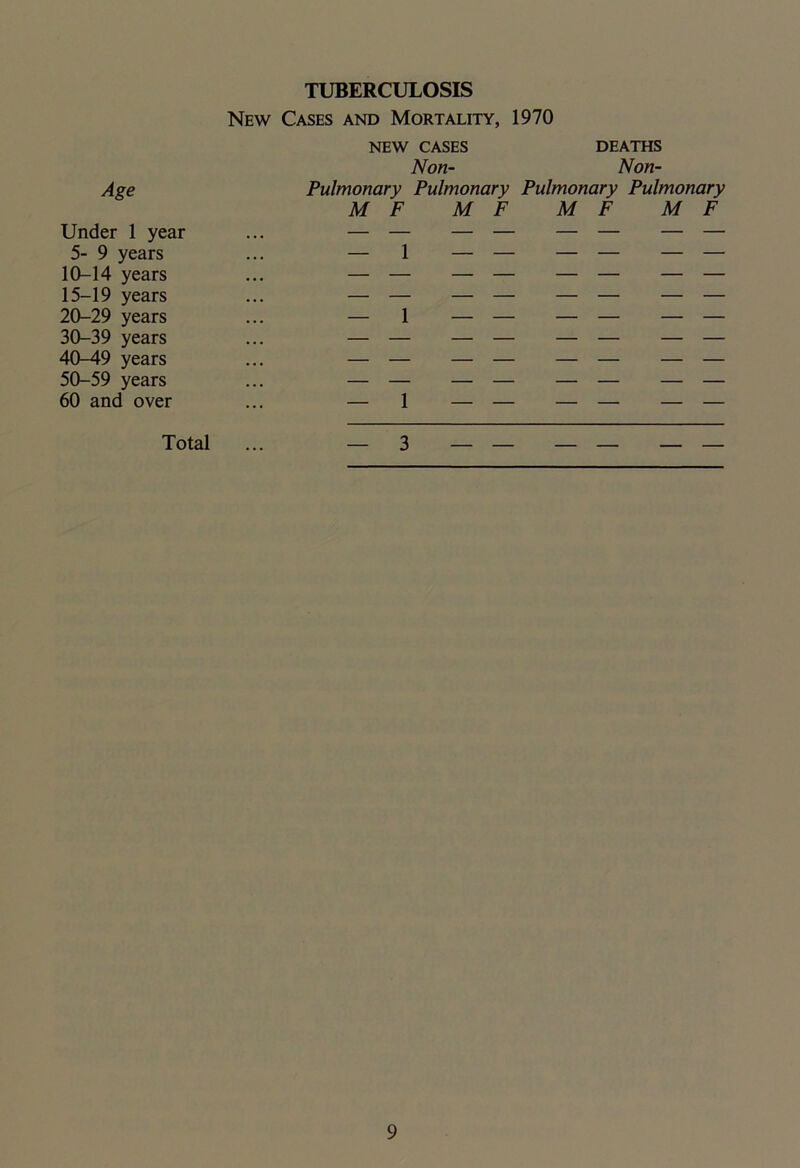 TUBERCULOSIS
New Cases and Mortality, 1970
NEW CASES DEATHS
Non- Non-
Age Pulmonary Pulmonary Pulmonary Pulmonary
M F M F M F M F
Under 1 year ... — — — — — — — —
5- 9 years ... — 1 — — — — — —
10-14 years ... — — — — — — — —
15-19 years ... — — — — — — — —
20-29 years ... — 1 — — — — — —
30-39 years ... — — — — — — — —
40-49 years ... — — — — — — — —
50-59 years ... — — — — — — — —
60 and over ... — 1 — — — — — —
Total ... — 3 — — — — — —
9